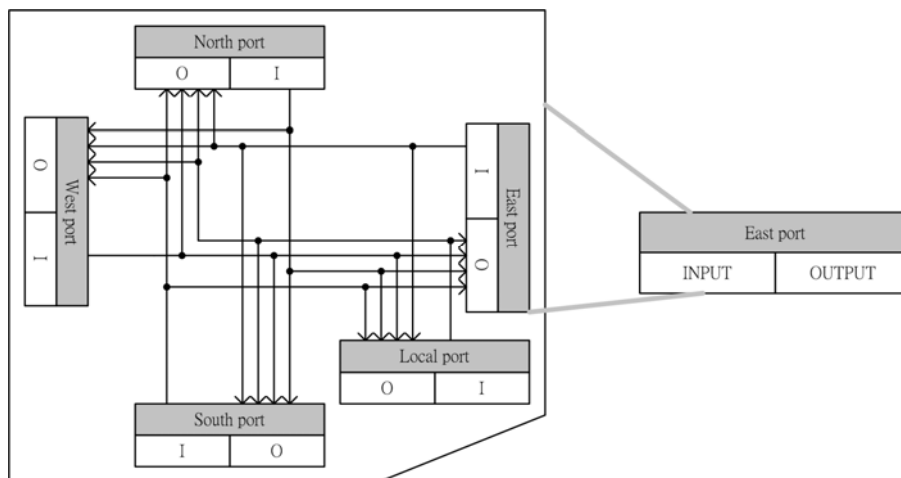 North port
O I
O
West port
I
I
East port
O
East port
INPUT OUTPUT
Local port
O I
South port
I O